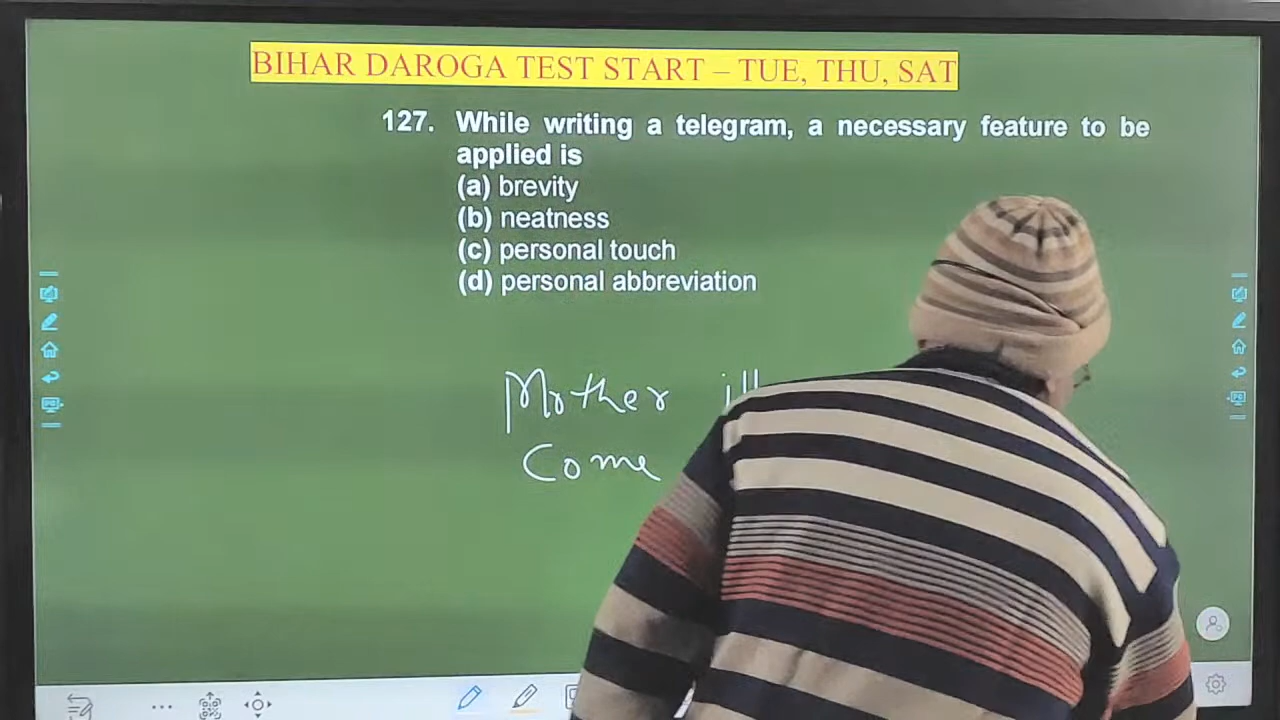 BIHAR DAROGA TEST START – TUE, THU, SAT
127. While writing a telegram, a necessary feature to be
applied is
(a) brevity
(b) neatness
(c) personal touch
(d) personal abbreviation
Mother ill
Come